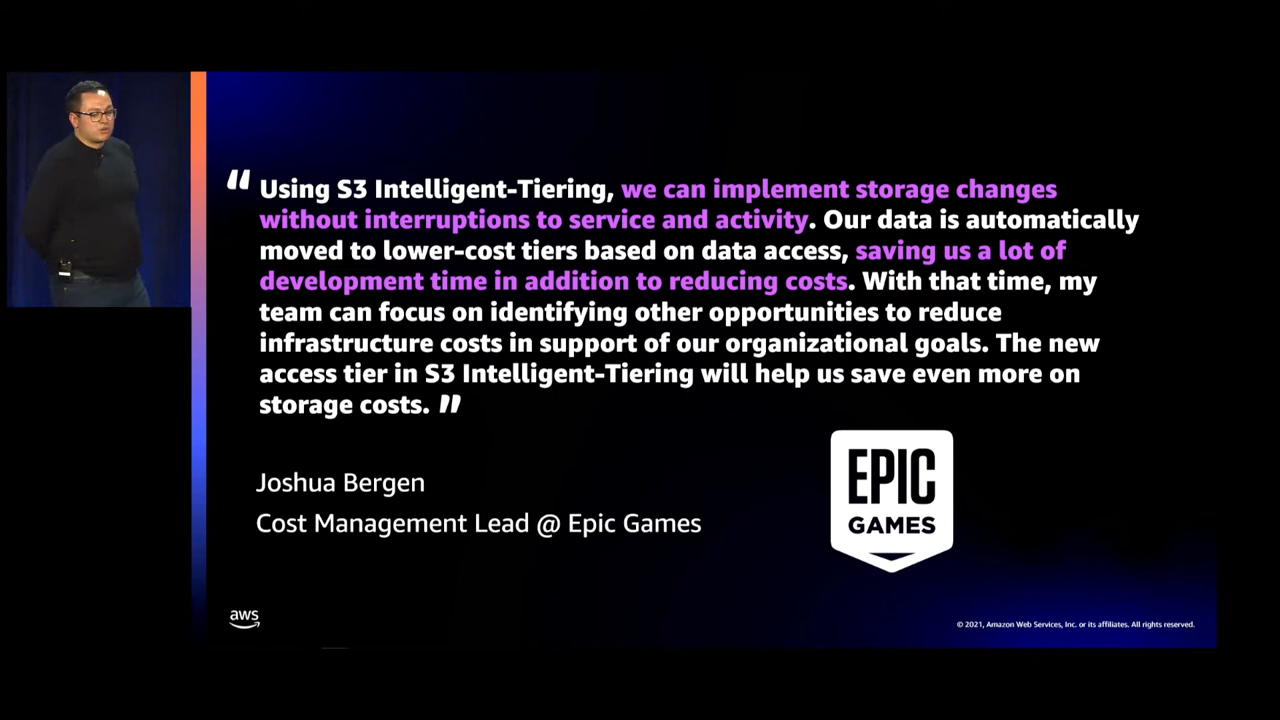 “ Using S3 Intelligent-Tiering, we can implement storage changes
without interruptions to service and activity. Our data is automatically
moved to lower-cost tiers based on data access, saving us a lot of
development time in addition to reducing costs. With that time, my
team can focus on identifying other opportunities to reduce
infrastructure costs in support of our organizational goals. The new
access tier in S3 Intelligent-Tiering will help us save even more on
storage costs. ”
Joshua Bergen
Cost Management Lead @ Epic Games
EPIC
GAMES
aws
© 2021, Amazon Web Services, Inc. or its affiliates. All rights reserved.